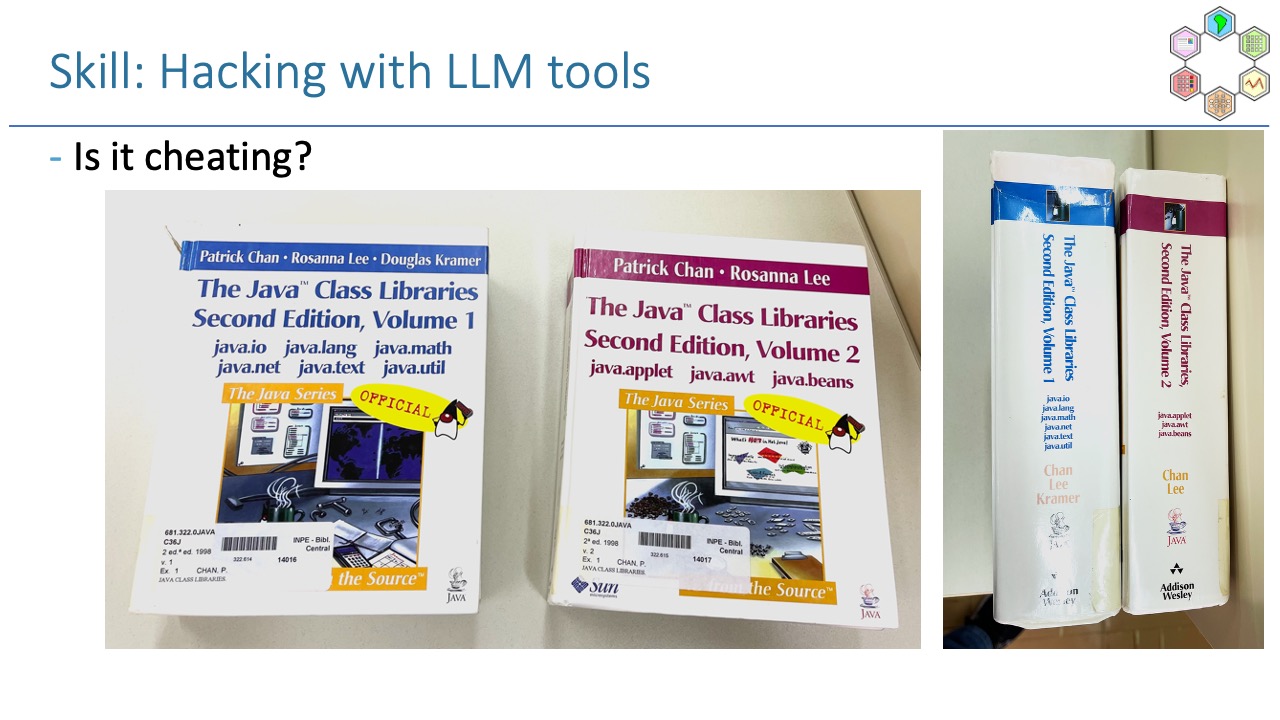 Skill: Hacking with LLM tools
- Is it cheating?
Patrick Chan • Rosanna Lee • Douglas Kramer
The Java™ Class Libraries
Second Edition, Volume 1
java.io java.lang java.math
java.net java.text java.util
The Java Series
OFFICIAL
681.322.0JAVA
C36J
2 ed.ª ed. 1998
v. 1
Ex. 1 CHAN, P.
JAVA CLASS LIBRARIES.
INPE - Bibl.
Central
322.614
14016
the Source™
JAVA
Patrick Chan • Rosanna Lee
The Java™ Class Libraries
Second Edition, Volume 2
java.applet java.awt java.beans
The Java Series
OFFICIAL
681.322.0JAVA
C36J
2ª ed. 1998
v. 2
Ex. 1 CHAN, P.
JAVA CLASS LIBRARIES
INPE - Bibl.
Central
322.615
14017
from the Source™
Sun
microsystems
JAVA
The Java™ Class Libraries
Second Edition, Volume 1
java.io
java.lang
java.math
java.net
java.text
java.util
Chan
Lee
Kramer
JAVA
Addison
Wesley
The Java™ Class Libraries,
Second Edition, Volume 2
java.applet
java.awt
java.beans
Chan
Lee
JAVA
Addison
Wesley